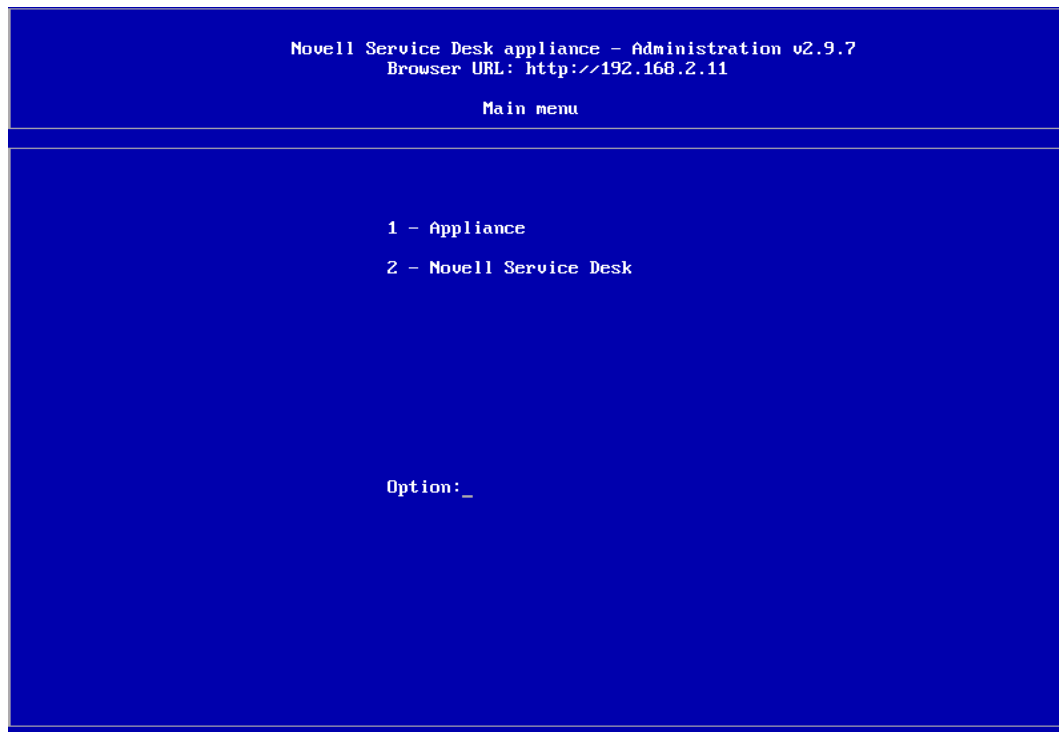 Novell Service Desk appliance - Administration v2.9.7
Browser URL: http://192.168.2.11
Main menu
1 - Appliance
2 - Novell Service Desk
Option:_